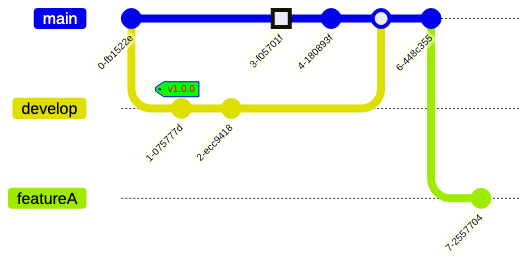 main
0-fb1522e
3-f05701f
4-180893f
6-448c355
v1.0.0
develop
1-075777d
2-ecc9418
featureA
7-2557704